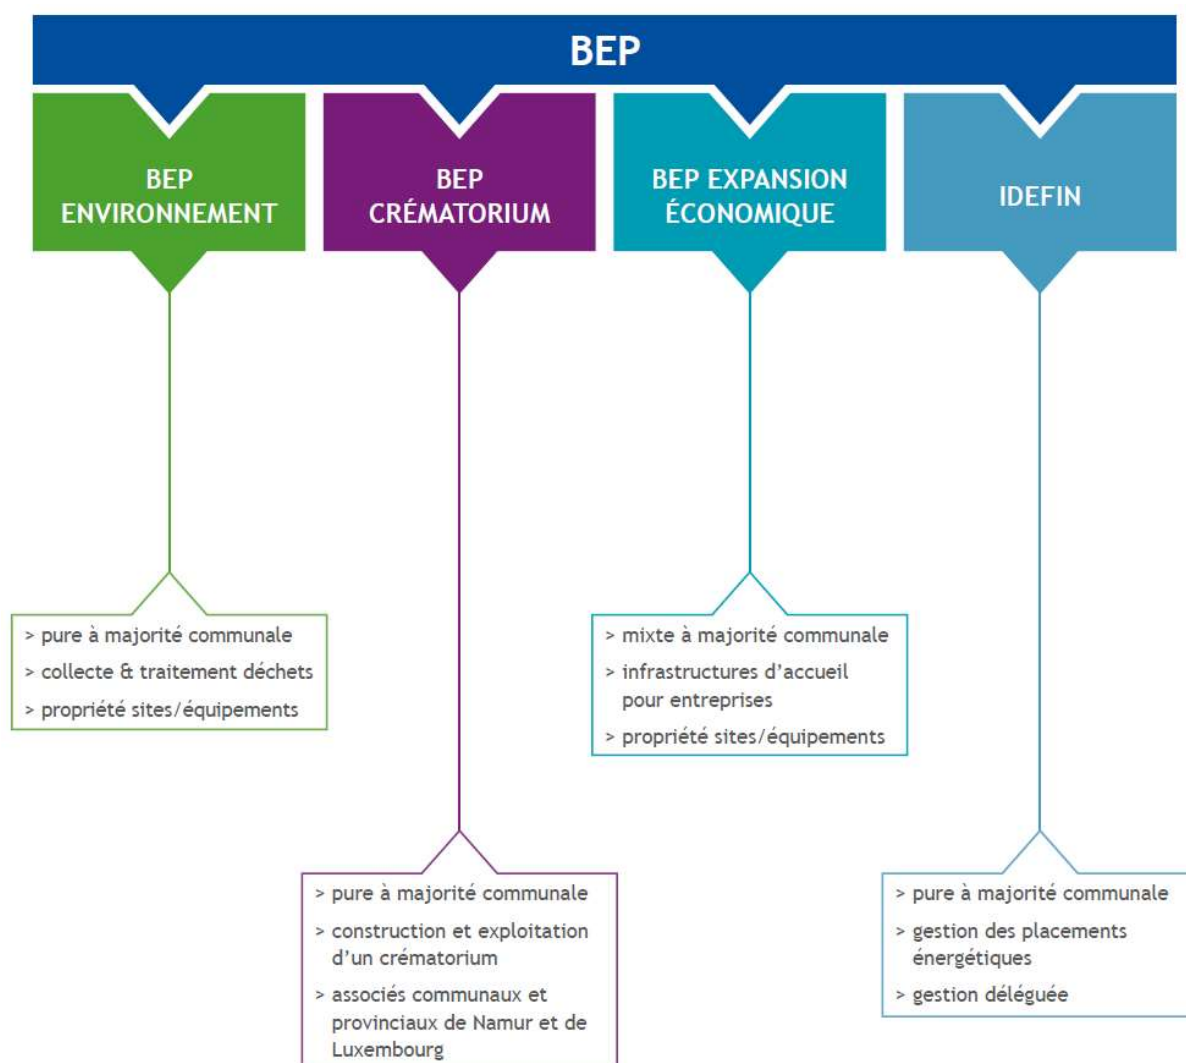 BEP
BEP
ENVIRONNEMENT
BEP
CRÉMATORIUM
BEP EXPANSION
ÉCONOMIQUE
IDEFIN
> pure à majorité communale
> collecte & traitement déchets
> propriété sites/équipements
> mixte à majorité communale
> infrastructures d'accueil
pour entreprises
> propriété sites/équipements
> pure à majorité communale
> construction et exploitation
d'un crématorium
> associés communaux et
provinciaux de Namur et de
Luxembourg
> pure à majorité communale
> gestion des placements
énergétiques
> gestion déléguée